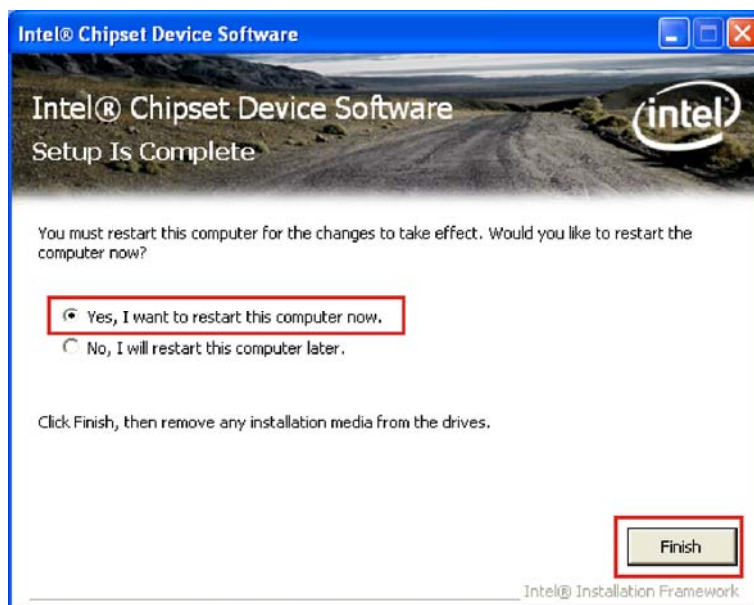 Intel® Chipset Device Software
Intel® Chipset Device Software
intel
Setup Is Complete
You must restart this computer for the changes to take effect. Would you like to restart the
computer now?
Yes, I want to restart this computer now.
No, I will restart this computer later.
Click Finish, then remove any installation media from the drives.
Finish
Intel® Installation Framework